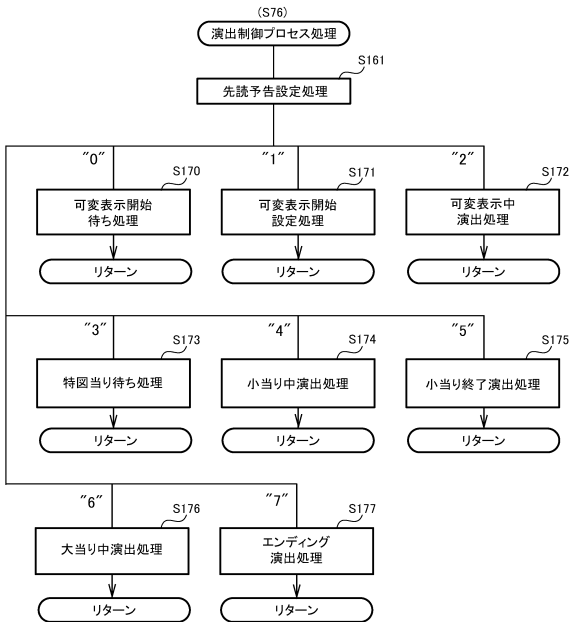 (S76)
演出制御プロセス処理
S161
先読予告設定処理
"0"
"1"
"2"
S170
S171
S172
可変表示開始
待ち処理
可変表示開始
設定処理
可変表示中
演出処理
リターン
リターン
リターン
"3"
"4"
"5"
S173
S174
S175
特図当り待ち処理
小当り中演出処理
小当り終了演出処理
リターン
リターン
リターン
"6"
"7"
S176
S177
大当り中演出処理
エンディング
演出処理
リターン
リターン